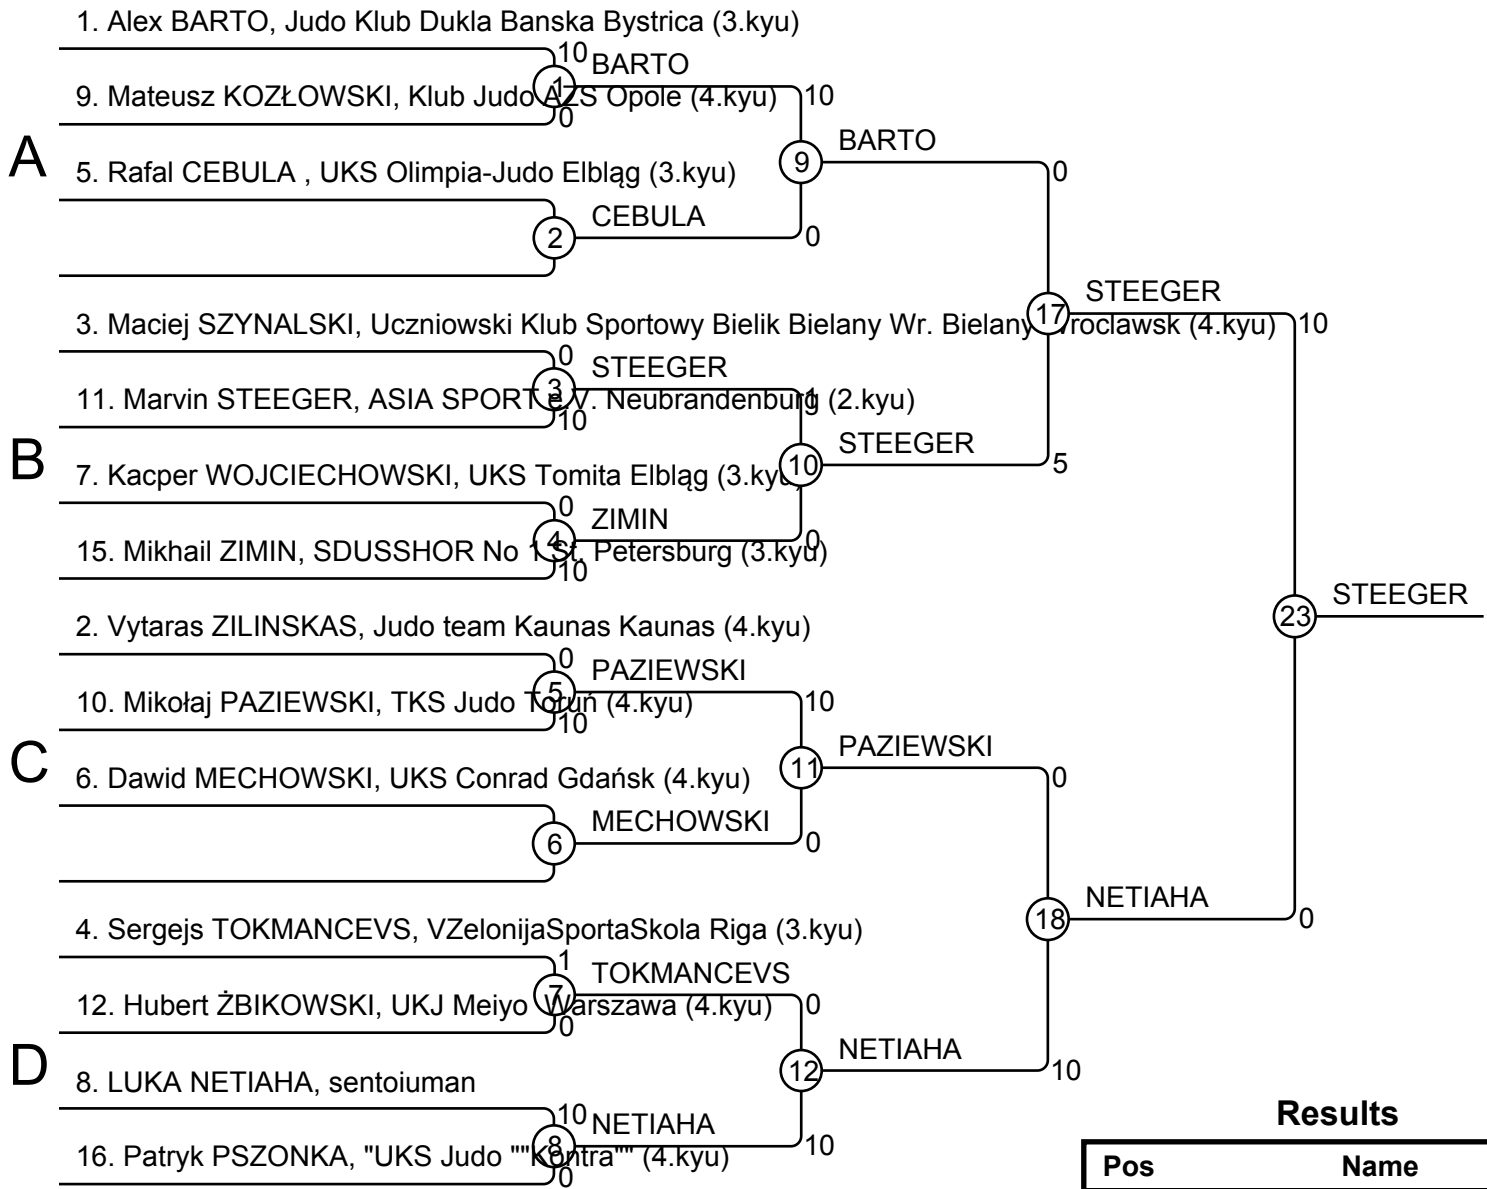 1. Alex BARTO, Judo Klub Dukla Banska Bystrica (3.kyu)
10
BARTO
1
9. Mateusz KOZŁOWSKI, Klub Judo AZS Opole (4.kyu)
10
0
A
BARTO
9
5. Rafal CEBULA , UKS Olimpia-Judo Elbląg (3.kyu)
0
CEBULA
2
0
STEEGER
17
3. Maciej SZYNALSKI, Uczniowski Klub Sportowy Bielik Bielany Wr. Bielany Wroclawsk (4.kyu)
10
0
STEEGER
3
11. Marvin STEEGER, ASIA SPORT e.V. Neubrandenburg (2.kyu)
1
10
B
STEEGER
10
5
7. Kacper WOJCIECHOWSKI, UKS Tomita Elbląg (3.kyu)
0
ZIMIN
4
0
15. Mikhail ZIMIN, SDUSSHOR No 1 St. Petersburg (3.kyu)
10
STEEGER
23
2. Vytaras ZILINSKAS, Judo team Kaunas Kaunas (4.kyu)
0
PAZIEWSKI
5
10. Mikołaj PAZIEWSKI, TKS Judo Toruń (4.kyu)
10
10
C
PAZIEWSKI
11
6. Dawid MECHOWSKI, UKS Conrad Gdańsk (4.kyu)
0
MECHOWSKI
6
0
NETIAHA
18
0
4. Sergejs TOKMANCEVS, VZelonijaSportaSkola Riga (3.kyu)
1
TOKMANCEVS
7
12. Hubert ŻBIKOWSKI, UKJ Meiyo Warszawa (4.kyu)
0
0
D
NETIAHA
12
10
8. LUKA NETIAHA, sentoiuman
10
NETIAHA
8
10
16. Patryk PSZONKA, "UKS Judo ""Kontra"" (4.kyu)
0
Results
Pos Name